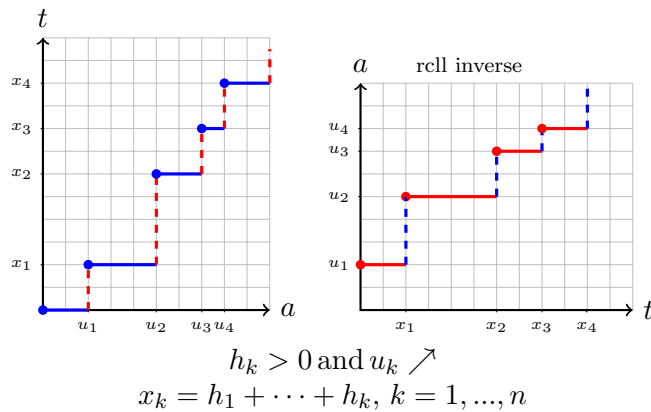 t
x₄
x₃
x₂
x₁
u₁ u₂ u₃ u₄
a
a rcll inverse
u₄
u₃
u₂
u₁
x₁ x₂ x₃ x₄
t
hₖ > 0 and uₖ ↗
xₖ = h₁ + ··· + hₖ, k = 1, ..., n